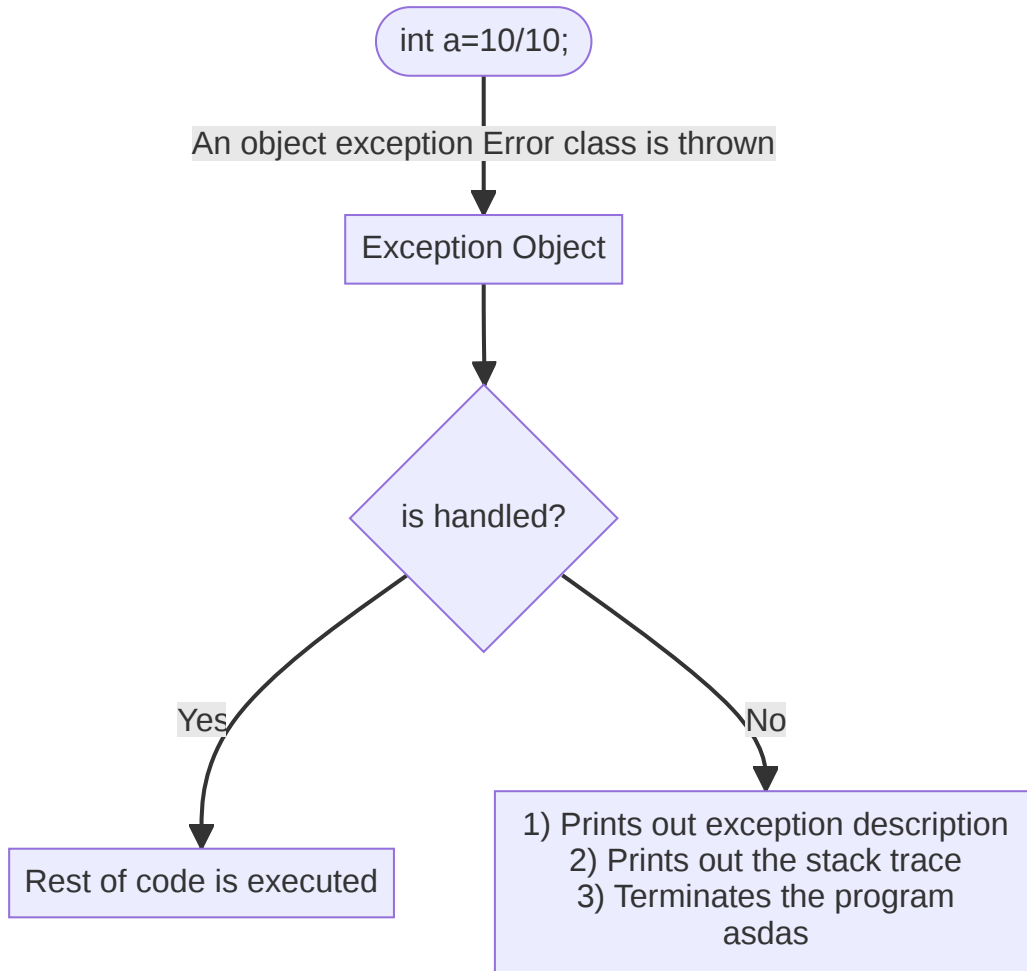 int a=10/10;
An object exception Error class is thrown
Exception Object
is handled?
Yes
No
Rest of code is executed
1) Prints out exception description
2) Prints out the stack trace
3) Terminates the program
asdas